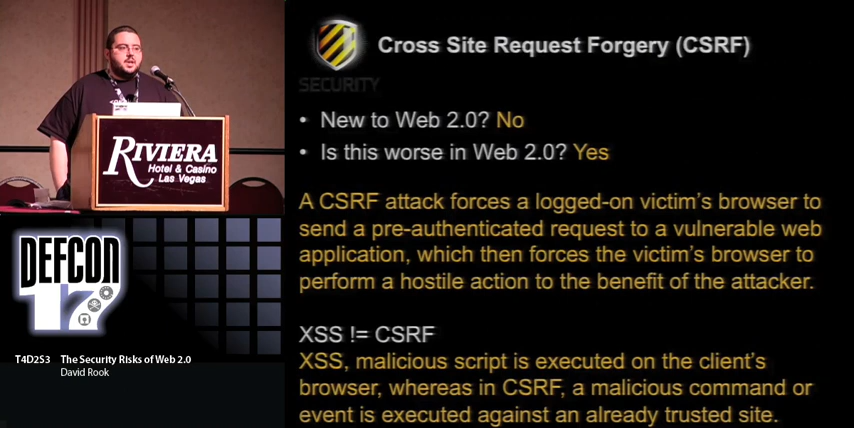 RIVIERA
Hotel & Casino
Las Vegas
DEFCON
17
T4D2S3 The Security Risks of Web 2.0
David Rook
SECURITY
Cross Site Request Forgery (CSRF)
• New to Web 2.0? No
• Is this worse in Web 2.0? Yes
A CSRF attack forces a logged-on victim's browser to
send a pre-authenticated request to a vulnerable web
application, which then forces the victim's browser to
perform a hostile action to the benefit of the attacker.
XSS != CSRF
XSS, malicious script is executed on the client's
browser, whereas in CSRF, a malicious command or
event is executed against an already trusted site.